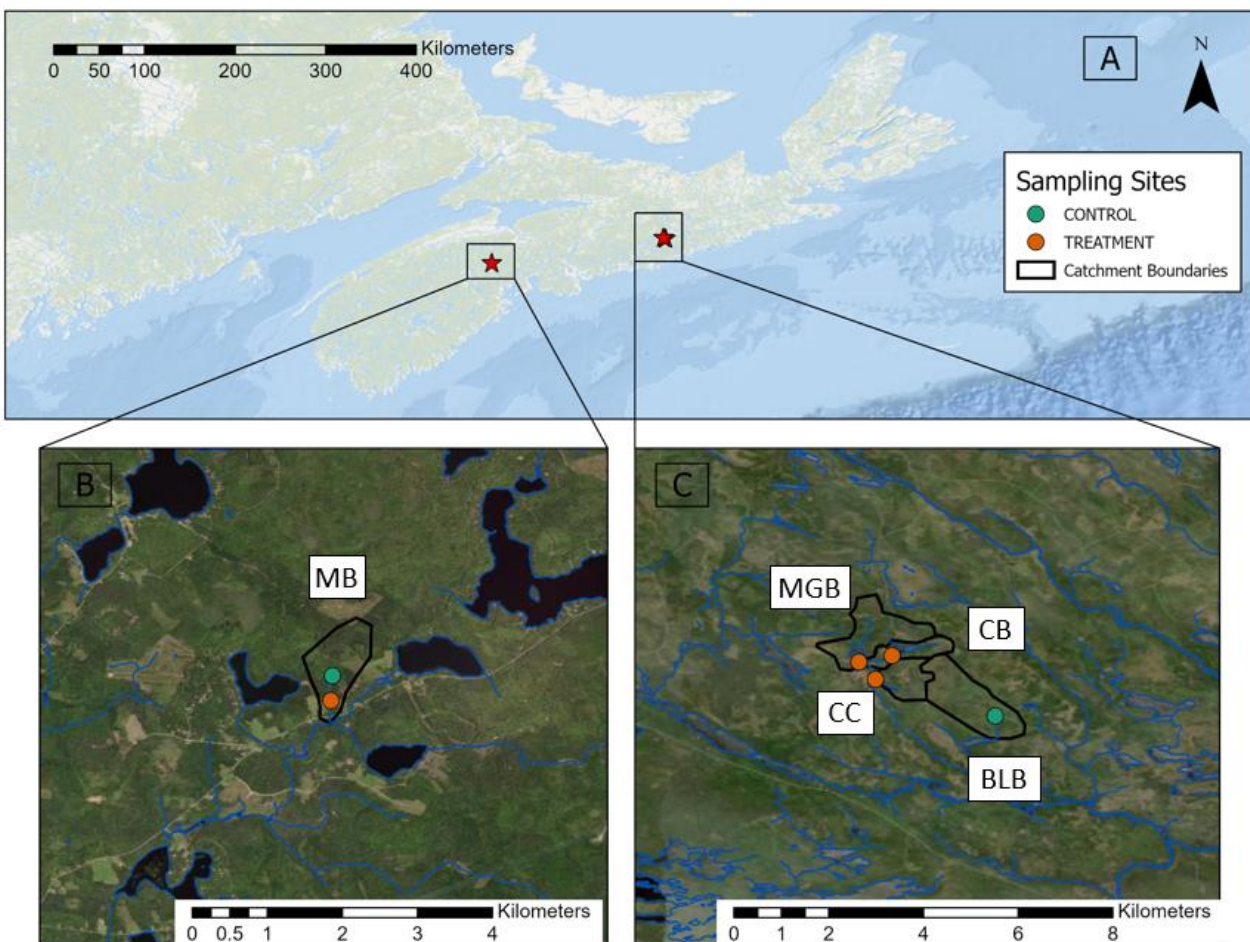 Kilometers
0 50 100 200 300 400
A
N
Sampling Sites
CONTROL
TREATMENT
Catchment Boundaries
B
MB
Kilometers
0 0.5 1 2 3 4
C
MGB
CB
CC
BLB
Kilometers
0 1 2 4 6 8